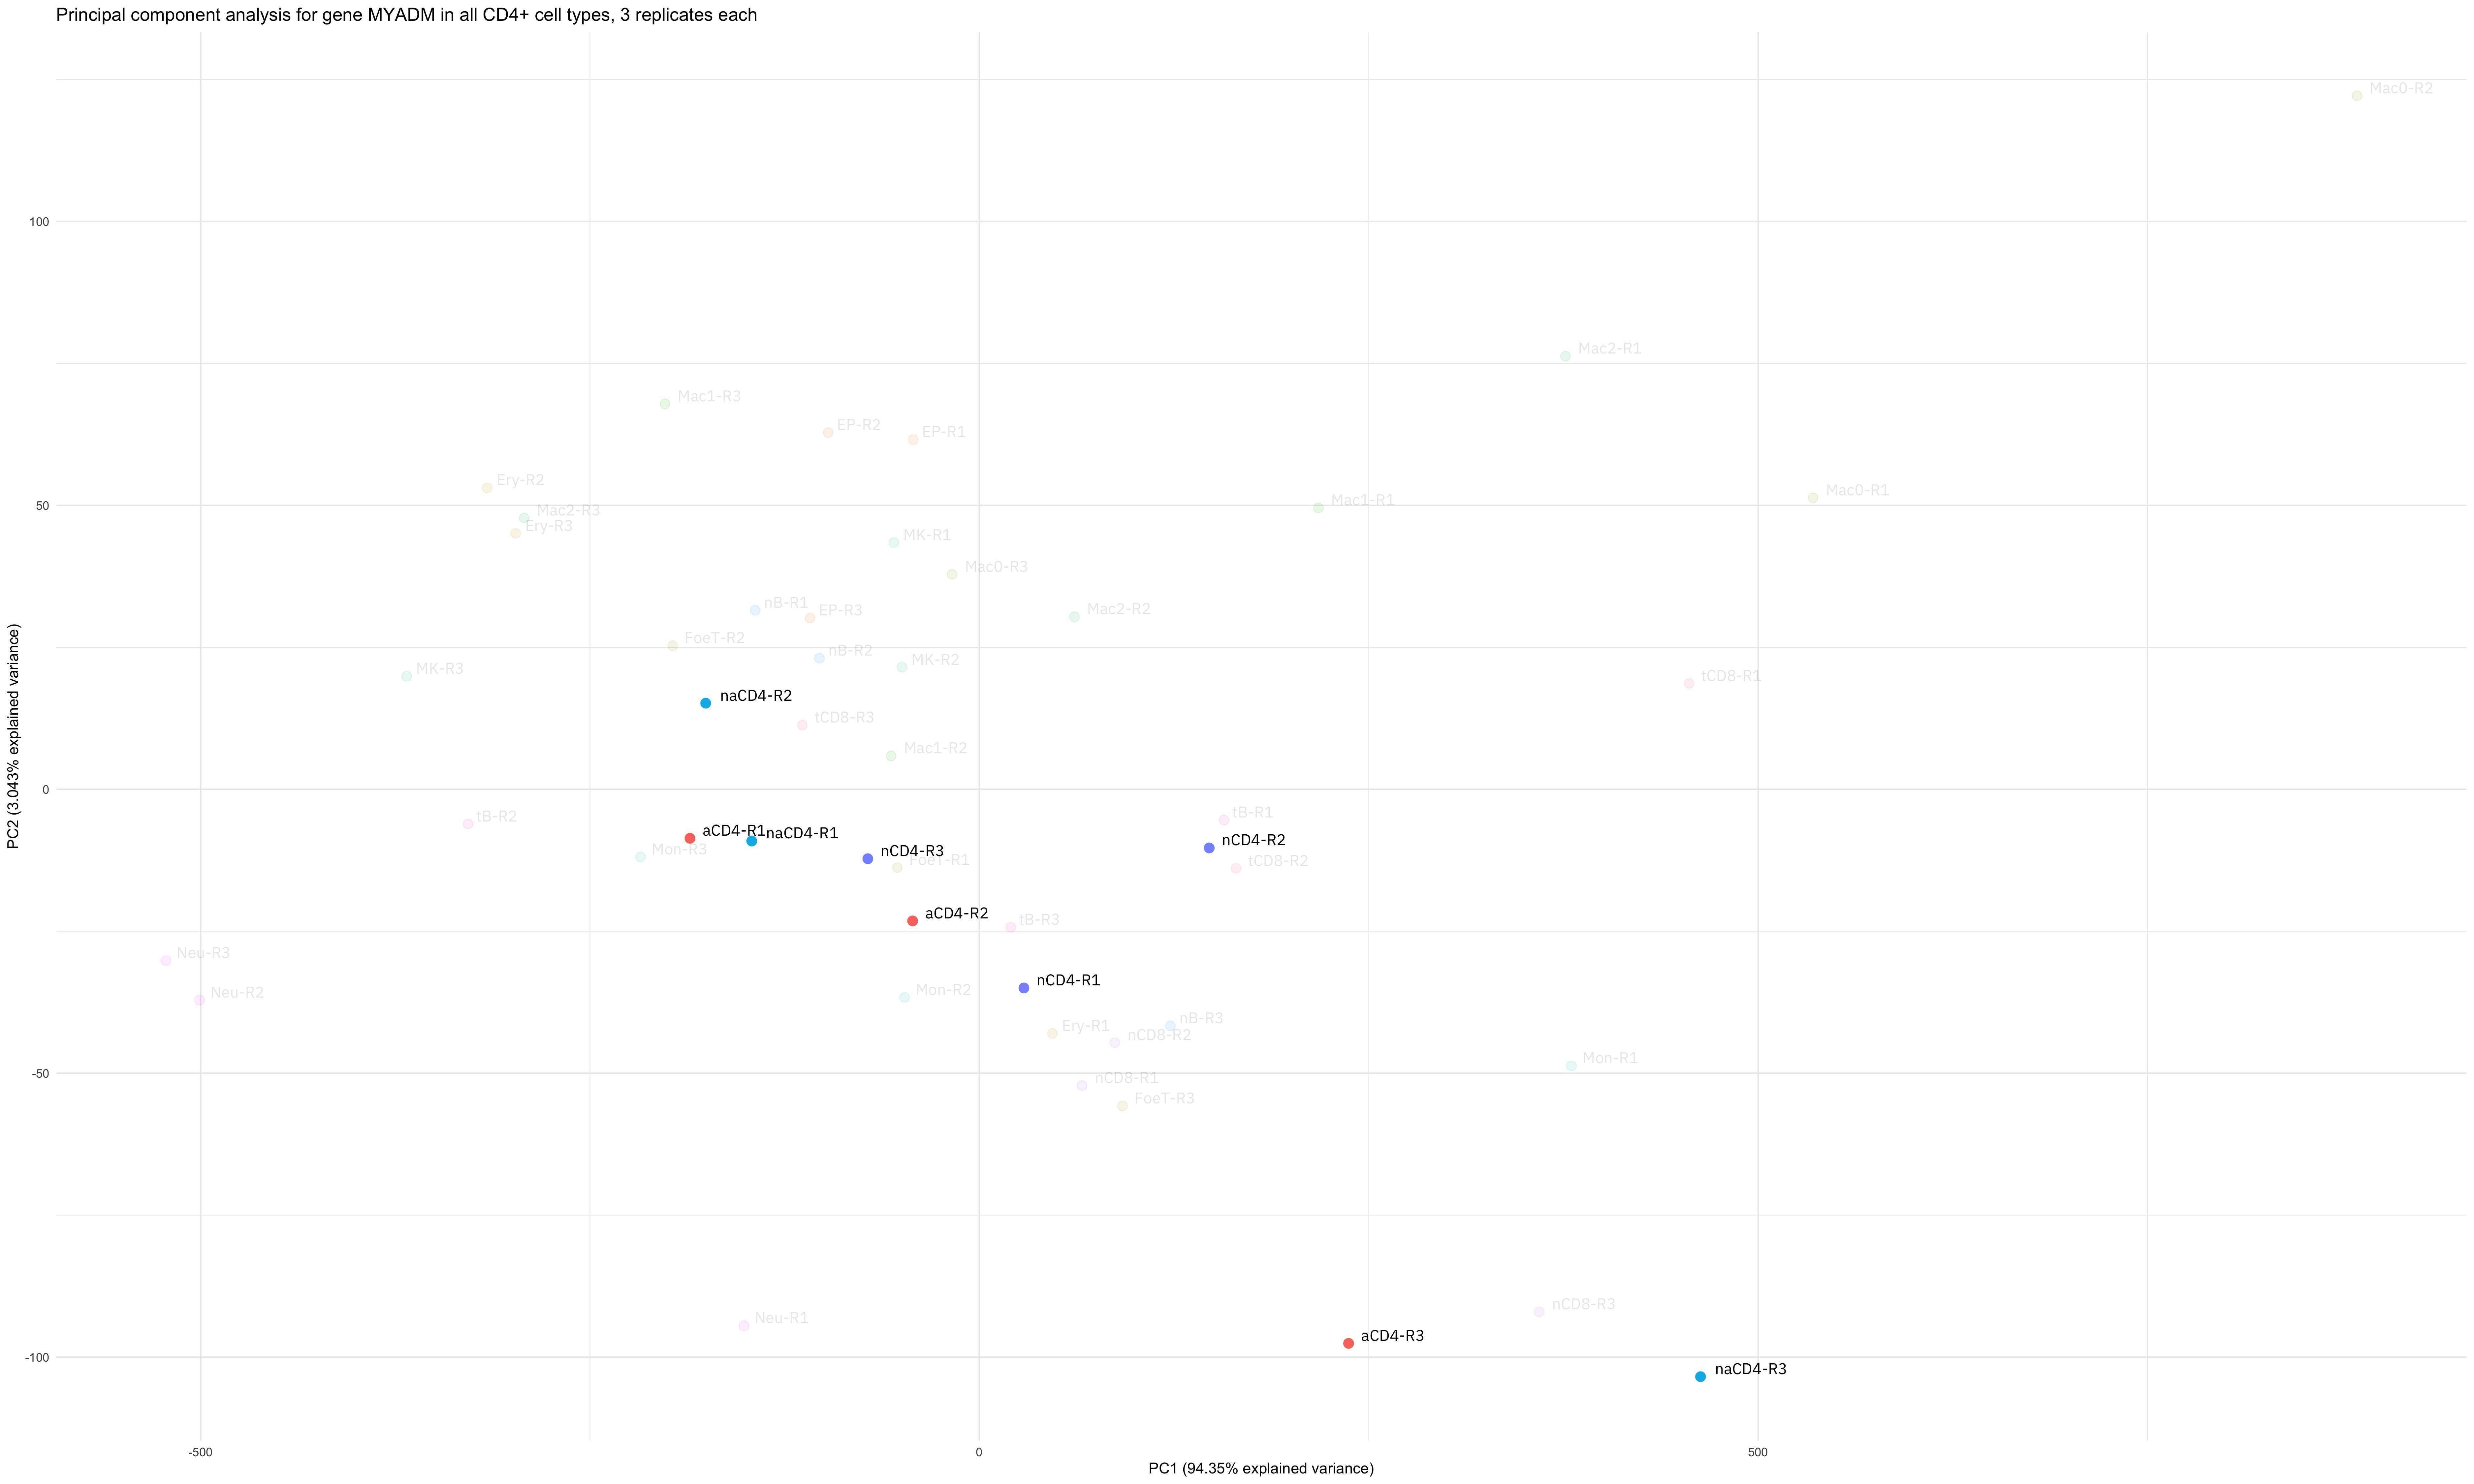 Principal component analysis for gene MYADM in all CD4+ cell types, 3 replicates each
Mac0-R2
100
Mac2-R1
Mac1-R3
EP-R2
EP-R1
Ery-R2
Mac0-R1
Mac1-R1
50
Mac2-R3
Ery-R3
MK-R1
Mac0-R3
nB-R1
EP-R3
Mac2-R2
FoeT-R2
nB-R2
MK-R2
MK-R3
tCD8-R1
naCD4-R2
tCD8-R3
Mac1-R2
0
tB-R2
tB-R1
aCD4-R1
naCD4-R1
nCD4-R2
Mon-R3
nCD4-R3
FoeT-R1
tCD8-R2
aCD4-R2
tB-R3
Neu-R3
nCD4-R1
Neu-R2
Mon-R2
nB-R3
Ery-R1
nCD8-R2
Mon-R1
-50
nCD8-R1
FoeT-R3
nCD8-R3
Neu-R1
aCD4-R3
-100
naCD4-R3
-500
0
500
PC1 (94.35% explained variance)
PC2 (3.043% explained variance)